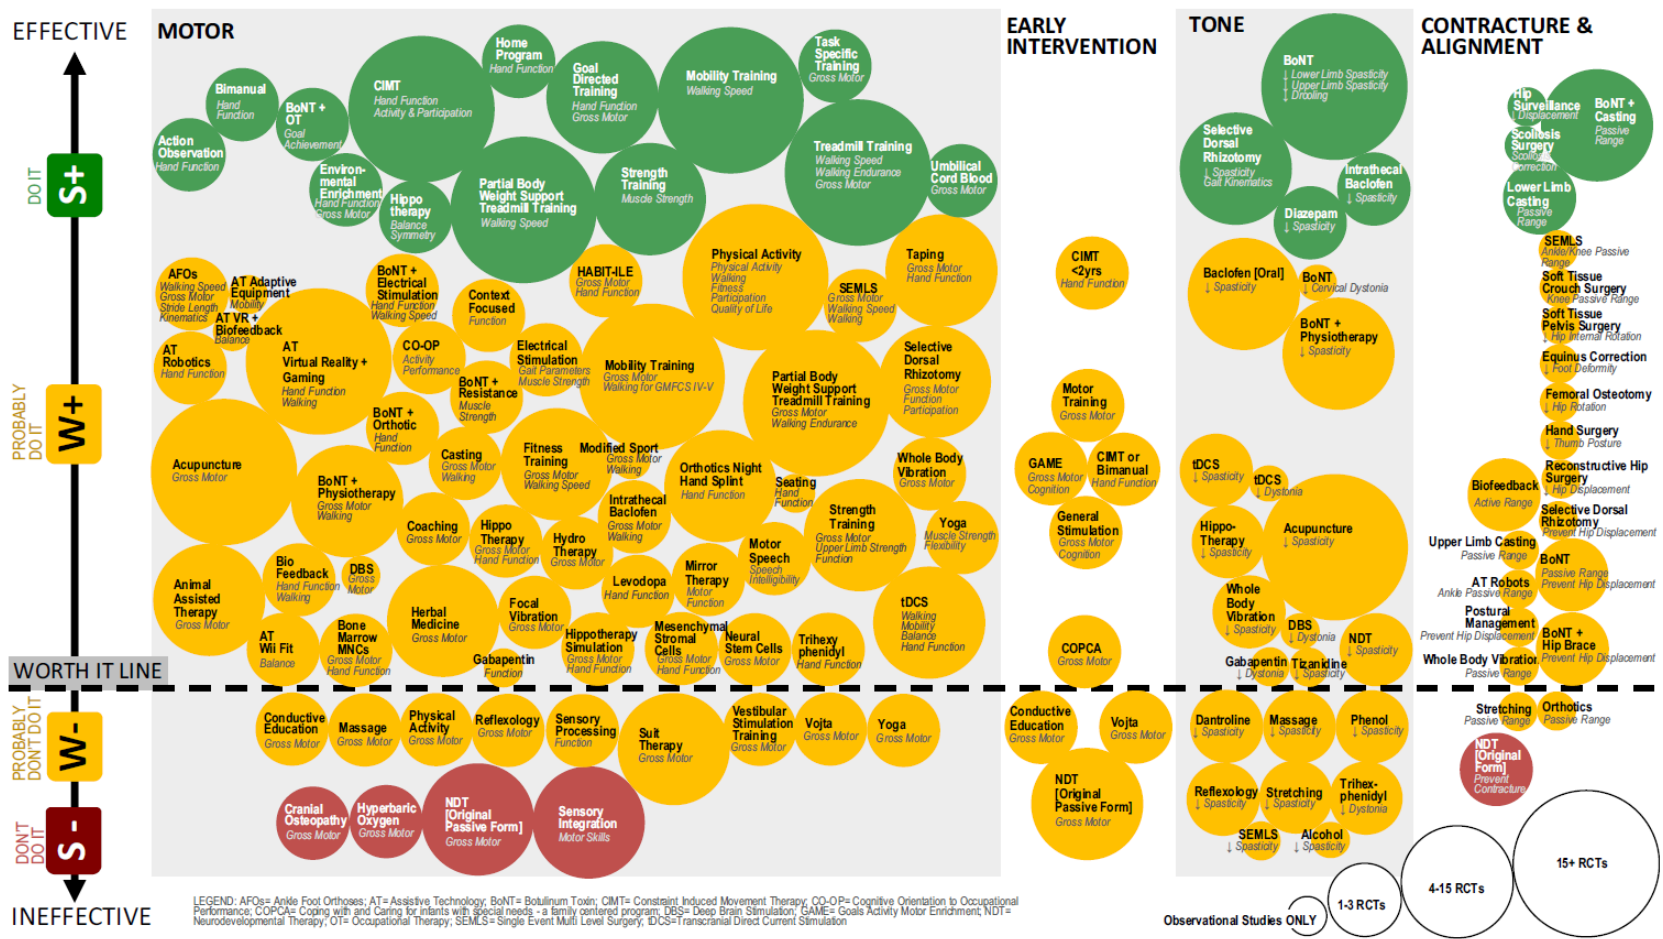 EFFECTIVE
DO IT
S+
PROBABLY
DO IT
W+
WORTH IT LINE
PROBABLY
DON'T DO IT
W-
DON'T
DO IT
S -
INEFFECTIVE
MOTOR
Home
Program
Hand Function
Task
Specific
Training
Gross Motor
Goal
Directed
Training
Hand Function
Gross Motor
Mobility Training
Walking Speed
Bimanual
Hand
Function
CIMT
Hand Function
Activity & Participation
BoNT +
OT
Goal
Achievement
Action
Observation
Hand Function
Environ-
mental
Enrichment
Hand Function
Gross Motor
Hippo
therapy
Balance
Symmetry
Partial Body
Weight Support
Treadmill Training
Walking Speed
Strength
Training
Muscle Strength
Treadmill Training
Walking Speed
Walking Endurance
Gross Motor
Umbilical
Cord Blood
Gross Motor
AFOs
Walking Speed
Gross Motor
Stride Length
Kinematics
AT Adaptive
Equipment
Mobility
AT VR +
Biofeedback
Balance
AT
Robotics
Hand Function
AT
Virtual Reality +
Gaming
Hand Function
Walking
BoNT +
Electrical
Stimulation
Hand Function
Walking Speed
Context
Focused
Function
HABIT-ILE
Gross Motor
Hand Function
Physical Activity
Physical Activity
Walking
Fitness
Participation
Quality of Life
SEMLS
Gross Motor
Walking Speed
Walking
Taping
Gross Motor
Hand Function
CO-OP
Activity
Performance
Electrical
Stimulation
Gait Parameters
Muscle Strength
BoNT +
Resistance
Muscle
Strength
Mobility Training
Gross Motor
Walking for GMFCS IV-V
Partial Body
Weight Support
Treadmill Training
Gross Motor
Walking Endurance
Selective
Dorsal
Rhizotomy
Gross Motor
Function
Participation
BoNT +
Orthotic
Hand
Function
Acupuncture
Gross Motor
BoNT +
Physiotherapy
Gross Motor
Walking
Casting
Gross Motor
Walking
Fitness
Training
Gross Motor
Walking Speed
Modified Sport
Gross Motor
Walking
Orthotics Night
Hand Splint
Hand Function
Seating
Hand
Function
Whole Body
Vibration
Gross Motor
Intrathecal
Baclofen
Gross Motor
Walking
Coaching
Gross Motor
Hippo
Therapy
Gross Motor
Hand Function
Hydro
Therapy
Gross Motor
Motor
Speech
Speech
Intelligibility
Strength
Training
Gross Motor
Upper Limb Strength
Function
Yoga
Muscle Strength
Flexibility
Animal
Assisted
Therapy
Gross Motor
Bio
Feedback
Hand Function
Walking
DBS
Gross
Motor
Herbal
Medicine
Gross Motor
Focal
Vibration
Gross Motor
Levodopa
Hand Function
Mirror
Therapy
Motor
Function
tDCS
Walking
Mobility
Balance
Hand Function
AT
Wii Fit
Balance
Bone
Marrow
MNCs
Gross Motor
Hand Function
Gabapentin
Function
Hippotherapy
Simulation
Gross Motor
Hand Function
Mesenchymal
Stromal
Cells
Gross Motor
Hand Function
Neural
Stem Cells
Gross Motor
Trihexy
phenidyl
Hand Function
Conductive
Education
Gross Motor
Massage
Gross Motor
Physical
Activity
Gross Motor
Reflexology
Gross Motor
Sensory
Processing
Function
Suit
Therapy
Gross Motor
Vestibular
Stimulation
Training
Gross Motor
Vojta
Gross Motor
Yoga
Gross Motor
Cranial
Osteopathy
Gross Motor
Hyperbaric
Oxygen
Gross Motor
NDT
[Original
Passive Form]
Gross Motor
Sensory
Integration
Motor Skills
EARLY
INTERVENTION
CIMT
<2yrs
Hand Function
Motor
Training
Gross Motor
GAME
Gross Motor
Cognition
CIMT or
Bimanual
Hand Function
General
Stimulation
Gross Motor
Cognition
COPCA
Gross Motor
Conductive
Education
Gross Motor
Vojta
Gross Motor
NDT
[Original
Passive Form]
Gross Motor
TONE
BoNT
↓ Lower Limb Spasticity
↓ Upper Limb Spasticity
↓ Drooling
Selective
Dorsal
Rhizotomy
↓ Spasticity
Gait Kinematics
Intrathecal
Baclofen
↓ Spasticity
Diazepam
↓ Spasticity
Baclofen [Oral]
↓ Spasticity
BoNT
↓ Cervical Dystonia
BoNT +
Physiotherapy
↓ Spasticity
tDCS
↓ Spasticity
tDCS
↓ Dystonia
Hippo-
Therapy
↓ Spasticity
Acupuncture
↓ Spasticity
Whole
Body
Vibration
↓ Spasticity
DBS
↓ Dystonia
NDT
↓ Spasticity
Gabapentin
↓ Dystonia
Tizanidine
↓ Spasticity
Dantroline
↓ Spasticity
Massage
↓ Spasticity
Phenol
↓ Spasticity
Reflexology
↓ Spasticity
Stretching
↓ Spasticity
Trihex-
phenidyl
↓ Dystonia
SEMLS
↓ Spasticity
Alcohol
↓ Spasticity
CONTRACTURE &
ALIGNMENT
Hip
Surveillance
↓ Displacement
BoNT +
Casting
Passive
Range
Scoliosis
Surgery
Scoliosis
Correction
Lower Limb
Casting
Passive
Range
SEMLS
Ankle/Knee Passive
Range
Soft Tissue
Crouch Surgery
Knee Passive Range
Soft Tissue
Pelvis Surgery
↓ Hip Internal Rotation
Equinus Correction
↓ Foot Deformity
Femoral Osteotomy
↓ Hip Rotation
Hand Surgery
↓ Thumb Posture
Reconstructive Hip
Surgery
↓ Hip Displacement
Biofeedback
Active Range
Selective Dorsal
Rhizotomy
Prevent Hip Displacement
Upper Limb Casting
Passive Range
BoNT
Passive Range
Prevent Hip Displacement
AT Robots
Ankle Passive Range
Postural
Management
Prevent Hip Displacement
BoNT +
Hip Brace
Prevent Hip Displacement
Whole Body Vibration
Passive Range
Stretching
Passive Range
Orthotics
Passive Range
NDT
[Original
Form]
Prevent
Contracture
Observational Studies ONLY
1-3 RCTs
4-15 RCTs
15+ RCTs
LEGEND: AFOs= Ankle Foot Orthoses; AT= Assistive Technology; BoNT= Botulinum Toxin; CIMT= Constraint Induced Movement Therapy; CO-OP= Cognitive Orientation to Occupational
Performance; COPCA= Coping with and Caring for infants with special needs - a family centered program; DBS= Deep Brain Stimulation; GAME= Goals Activity Motor Enrichment; NDT=
Neurodevelopmental Therapy; OT= Occupational Therapy; SEMLS= Single Event Multi Level Surgery; tDCS=Transcranial Direct Current Stimulation